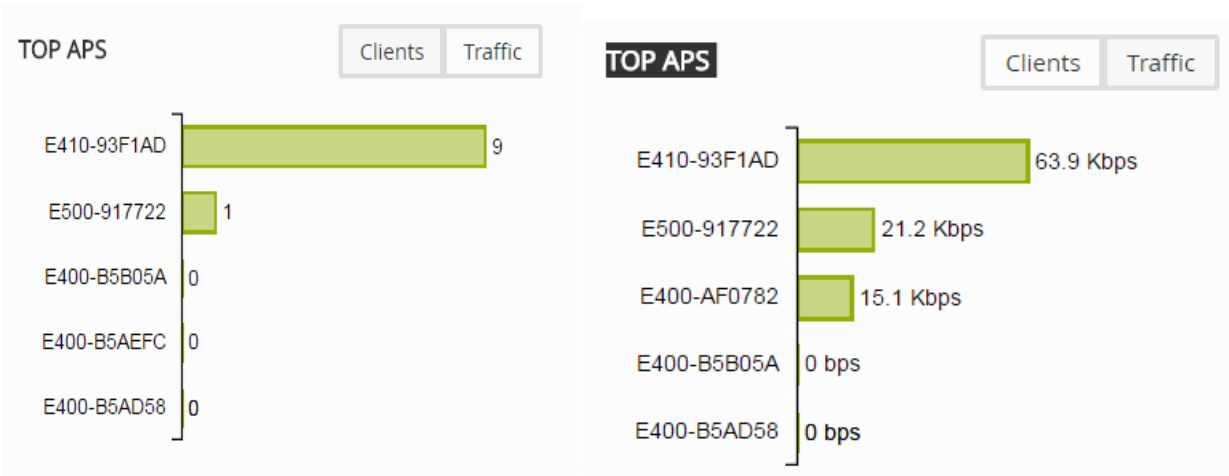 TOP APS Clients Traffic
E410-93F1AD 9
E500-917722 1
E400-B5B05A 0
E400-B5AEFC 0
E400-B5AD58 0
TOP APS Clients Traffic
E410-93F1AD 63.9 Kbps
E500-917722 21.2 Kbps
E400-AF0782 15.1 Kbps
E400-B5B05A 0 bps
E400-B5AD58 0 bps